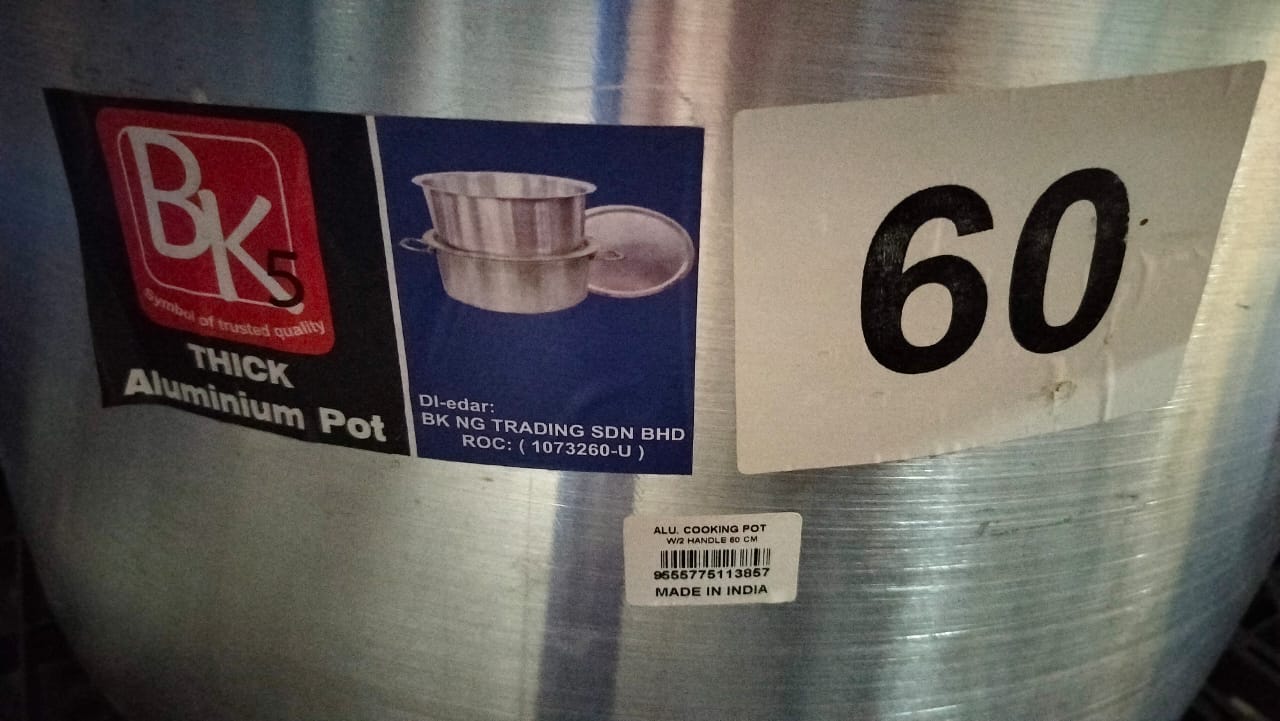 BK5
Symbol of trusted quality
THICK
Aluminium Pot
DI-edar:
BK NG TRADING SDN BHD
ROC: ( 1073260-U )
60
ALU. COOKING POT
W/2 HANDLE 60 CM
9555775113857
MADE IN INDIA